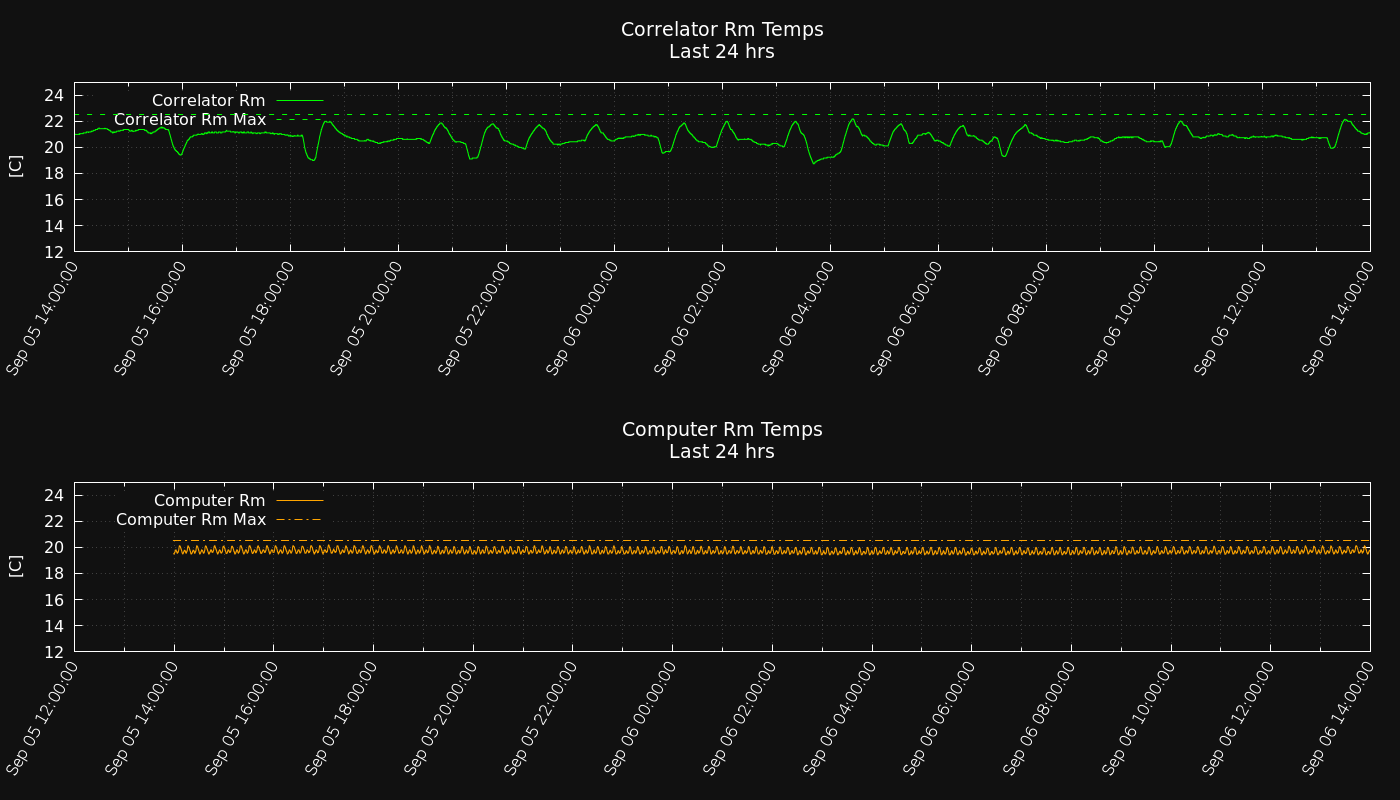 Correlator Rm Temps
Last 24 hrs
Correlator Rm
Correlator Rm Max
[C]
24
22
20
18
16
14
12
Sep 05 14:00:00
Sep 05 16:00:00
Sep 05 18:00:00
Sep 05 20:00:00
Sep 05 22:00:00
Sep 06 00:00:00
Sep 06 02:00:00
Sep 06 04:00:00
Sep 06 06:00:00
Sep 06 08:00:00
Sep 06 10:00:00
Sep 06 12:00:00
Sep 06 14:00:00
Computer Rm Temps
Last 24 hrs
Computer Rm
Computer Rm Max
[C]
24
22
20
18
16
14
12
Sep 05 12:00:00
Sep 05 14:00:00
Sep 05 16:00:00
Sep 05 18:00:00
Sep 05 20:00:00
Sep 05 22:00:00
Sep 06 00:00:00
Sep 06 02:00:00
Sep 06 04:00:00
Sep 06 06:00:00
Sep 06 08:00:00
Sep 06 10:00:00
Sep 06 12:00:00
Sep 06 14:00:00